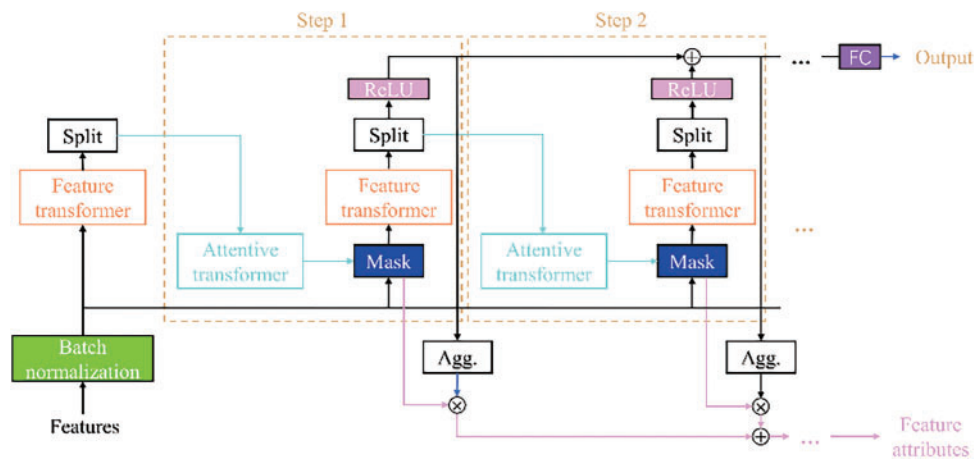 Step 1
Step 2
...
FC
Output
ReLU
ReLU
Split
Split
Split
Feature
transformer
Feature
transformer
Feature
transformer
...
Attentive
transformer
Mask
Attentive
transformer
Mask
Batch
normalization
Agg.
Agg.
Features
...
Feature
attributes